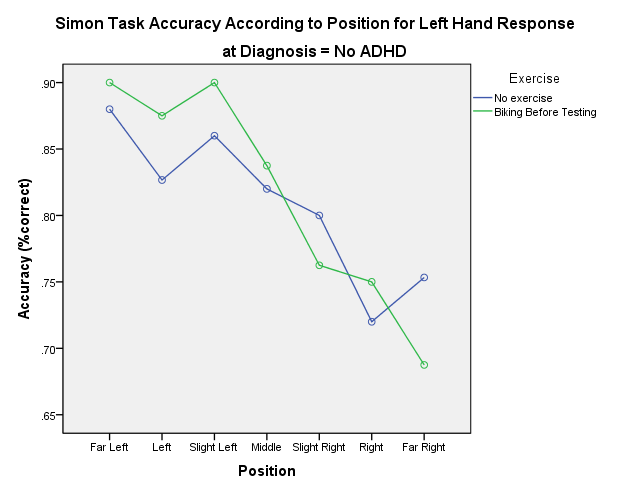 Simon Task Accuracy According to Position for Left Hand Response
at Diagnosis = No ADHD
Exercise
No exercise
Biking Before Testing
Accuracy (%correct)
.90
.85
.80
.75
.70
.65
Far Left
Left
Slight Left
Middle
Slight Right
Right
Far Right
Position